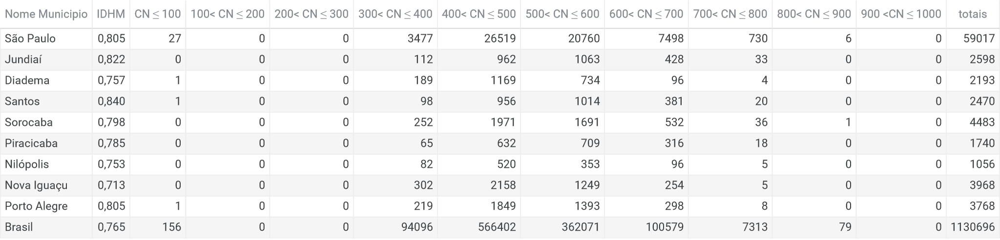 Nome Municipio IDHM CN ≤ 100 100< CN ≤ 200 200< CN ≤ 300 300< CN ≤ 400 400< CN ≤ 500 500< CN ≤ 600 600< CN ≤ 700 700< CN ≤ 800 800< CN ≤ 900 900 <CN ≤ 1000 totais
São Paulo 0,805 27 0 0 3477 26519 20760 7498 730 6 0 59017
Jundiaí 0,822 0 0 0 112 962 1063 428 33 0 0 2598
Diadema 0,757 1 0 0 189 1169 734 96 4 0 0 2193
Santos 0,840 1 0 0 98 956 1014 381 20 0 0 2470
Sorocaba 0,798 0 0 0 252 1971 1691 532 36 1 0 4483
Piracicaba 0,785 0 0 0 65 632 709 316 18 0 0 1740
Nilópolis 0,753 0 0 0 82 520 353 96 5 0 0 1056
Nova Iguaçu 0,713 0 0 0 302 2158 1249 254 5 0 0 3968
Porto Alegre 0,805 1 0 0 219 1849 1393 298 8 0 0 3768
Brasil 0,765 156 0 0 94096 566402 362071 100579 7313 79 0 1130696